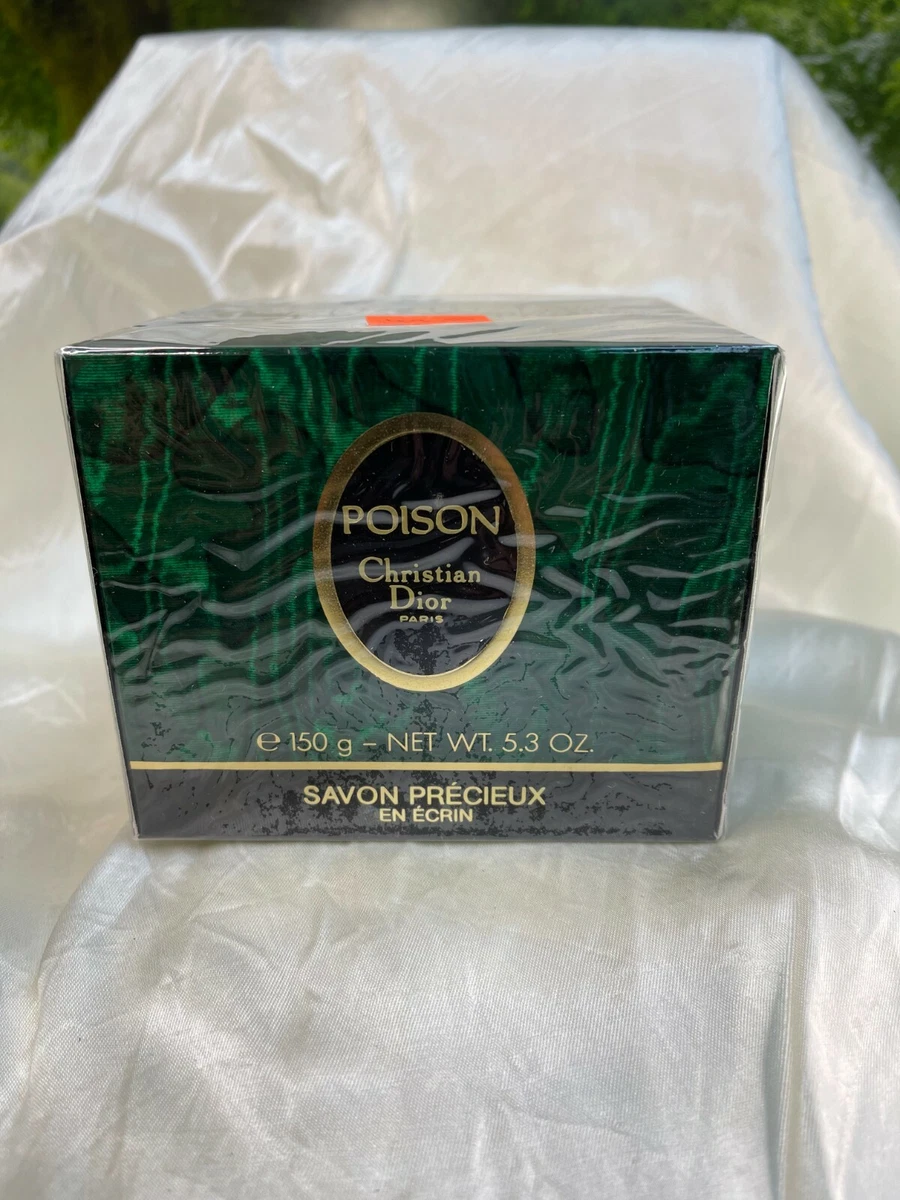 POISON
Christian
Dior
PARIS
℮ 150 g – NET WT. 5.3 OZ.
SAVON PRÉCIEUX
EN ÉCRIN